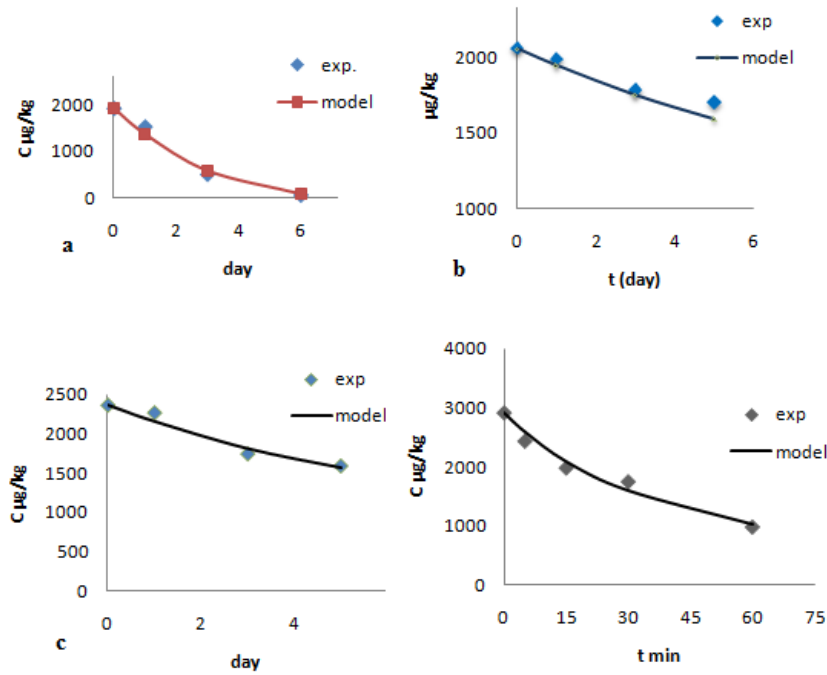 exp.
model
2000
1000
0
C µg/kg
0 2 4 6
day
a
exp
model
2000
1500
1000
µg/kg
0 2 4 6
t (day)
b
exp
model
2500
2000
1500
1000
500
0
C µg/kg
0 2 4
day
c
4000
3000
2000
1000
0
C µg/kg
exp
model
0 15 30 45 60 75
t min